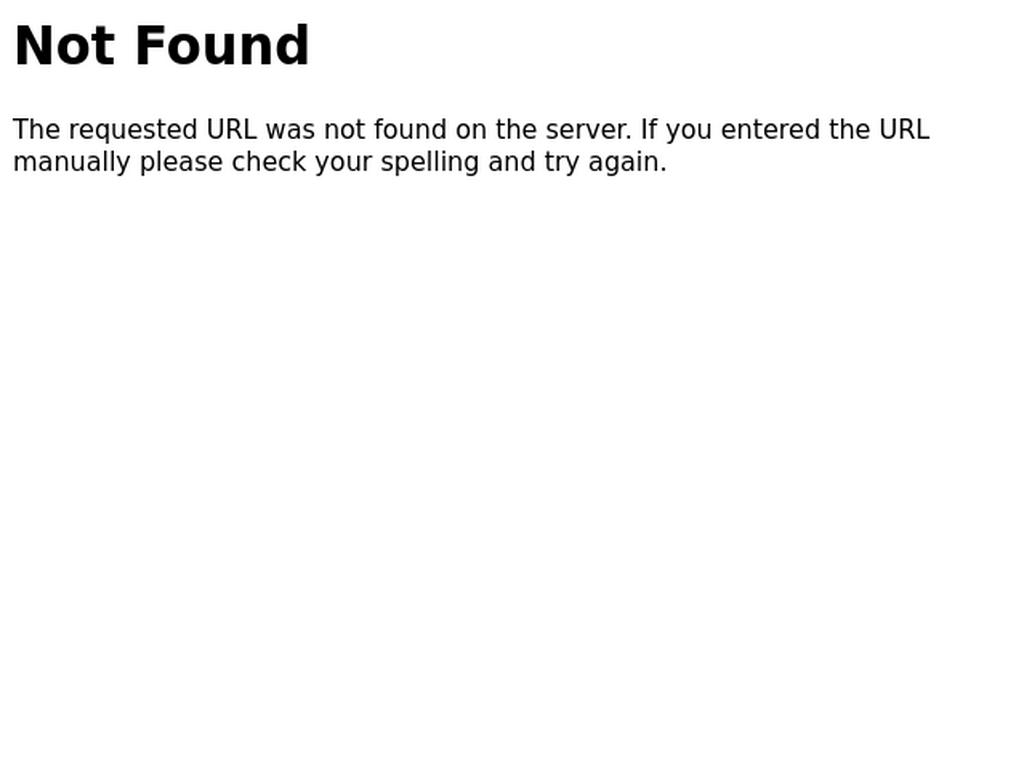 Not Found
The requested URL was not found on the server. If you entered the URL
manually please check your spelling and try again.